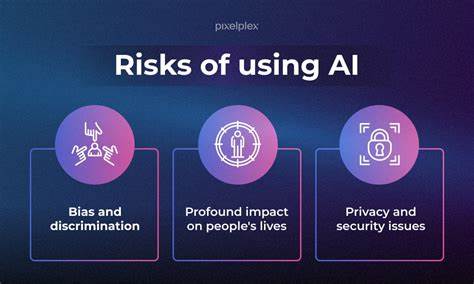 pixelplex
Risks of using AI
Bias and
discrimination
Profound impact
on people's lives
Privacy and
security issues